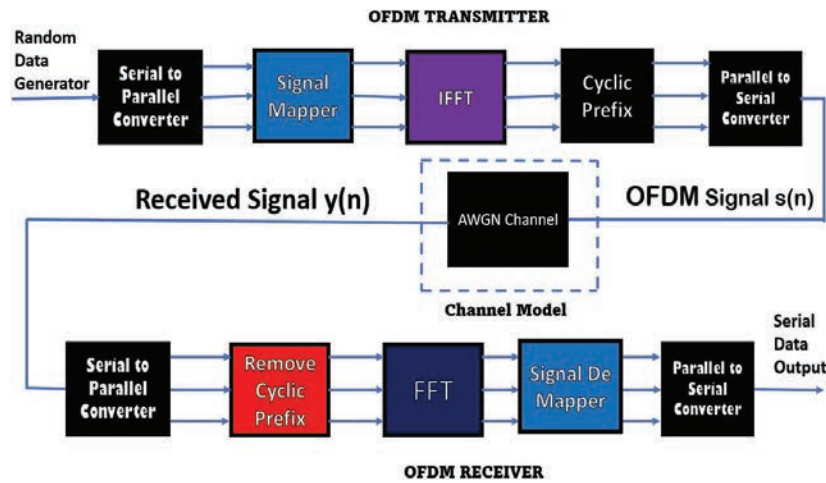 OFDM TRANSMITTER
Random
Data
Generator
Serial to
Parallel
Converter
Signal
Mapper
IFFT
Cyclic
Prefix
Parallel to
Serial
Converter
Received Signal y(n)
AWGN Channel
OFDM Signal s(n)
Channel Model
Serial to
Parallel
Converter
Remove
Cyclic
Prefix
FFT
Signal De
Mapper
Parallel to
Serial
Converter
Serial
Data
Output
OFDM RECEIVER